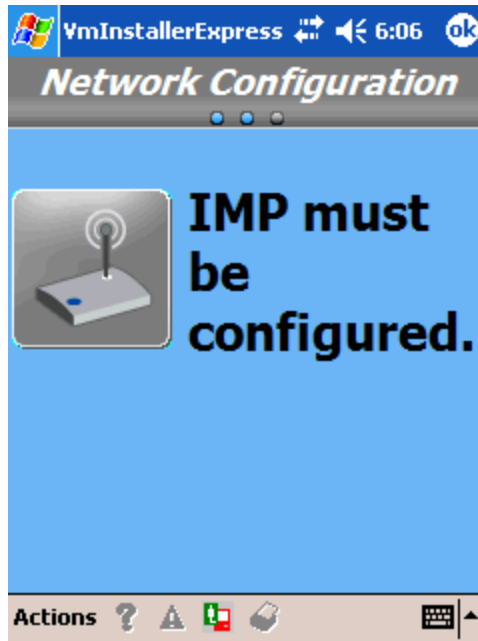 VmInstallerExpress 6:06 ok
Network Configuration
IMP must
be
configured.
Actions